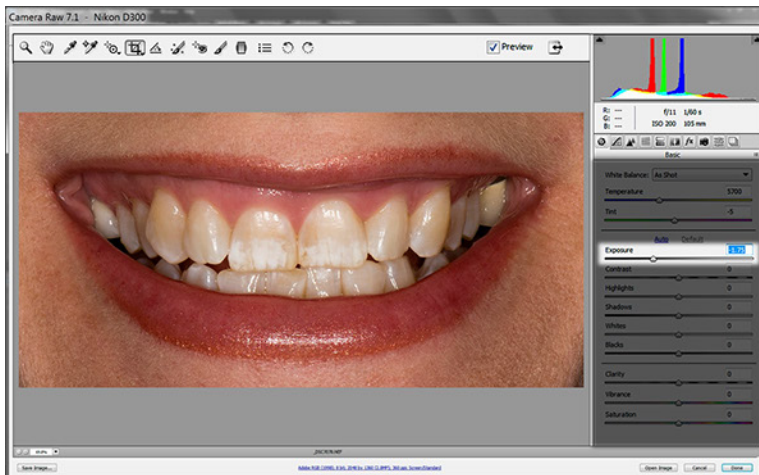 Camera Raw 7.1 - Nikon D300
Preview
R: ---
G: ---
B: ---
f/11 1/60 s
ISO 200 105 mm
Basic
White Balance: As Shot
Temperature 5700
Tint -5
Auto Default
Exposure -1.75
Contrast 0
Highlights 0
Shadows 0
Whites 0
Blacks 0
Clarity 0
Vibrance 0
Saturation 0
Save Image...
Open Image Cancel Done